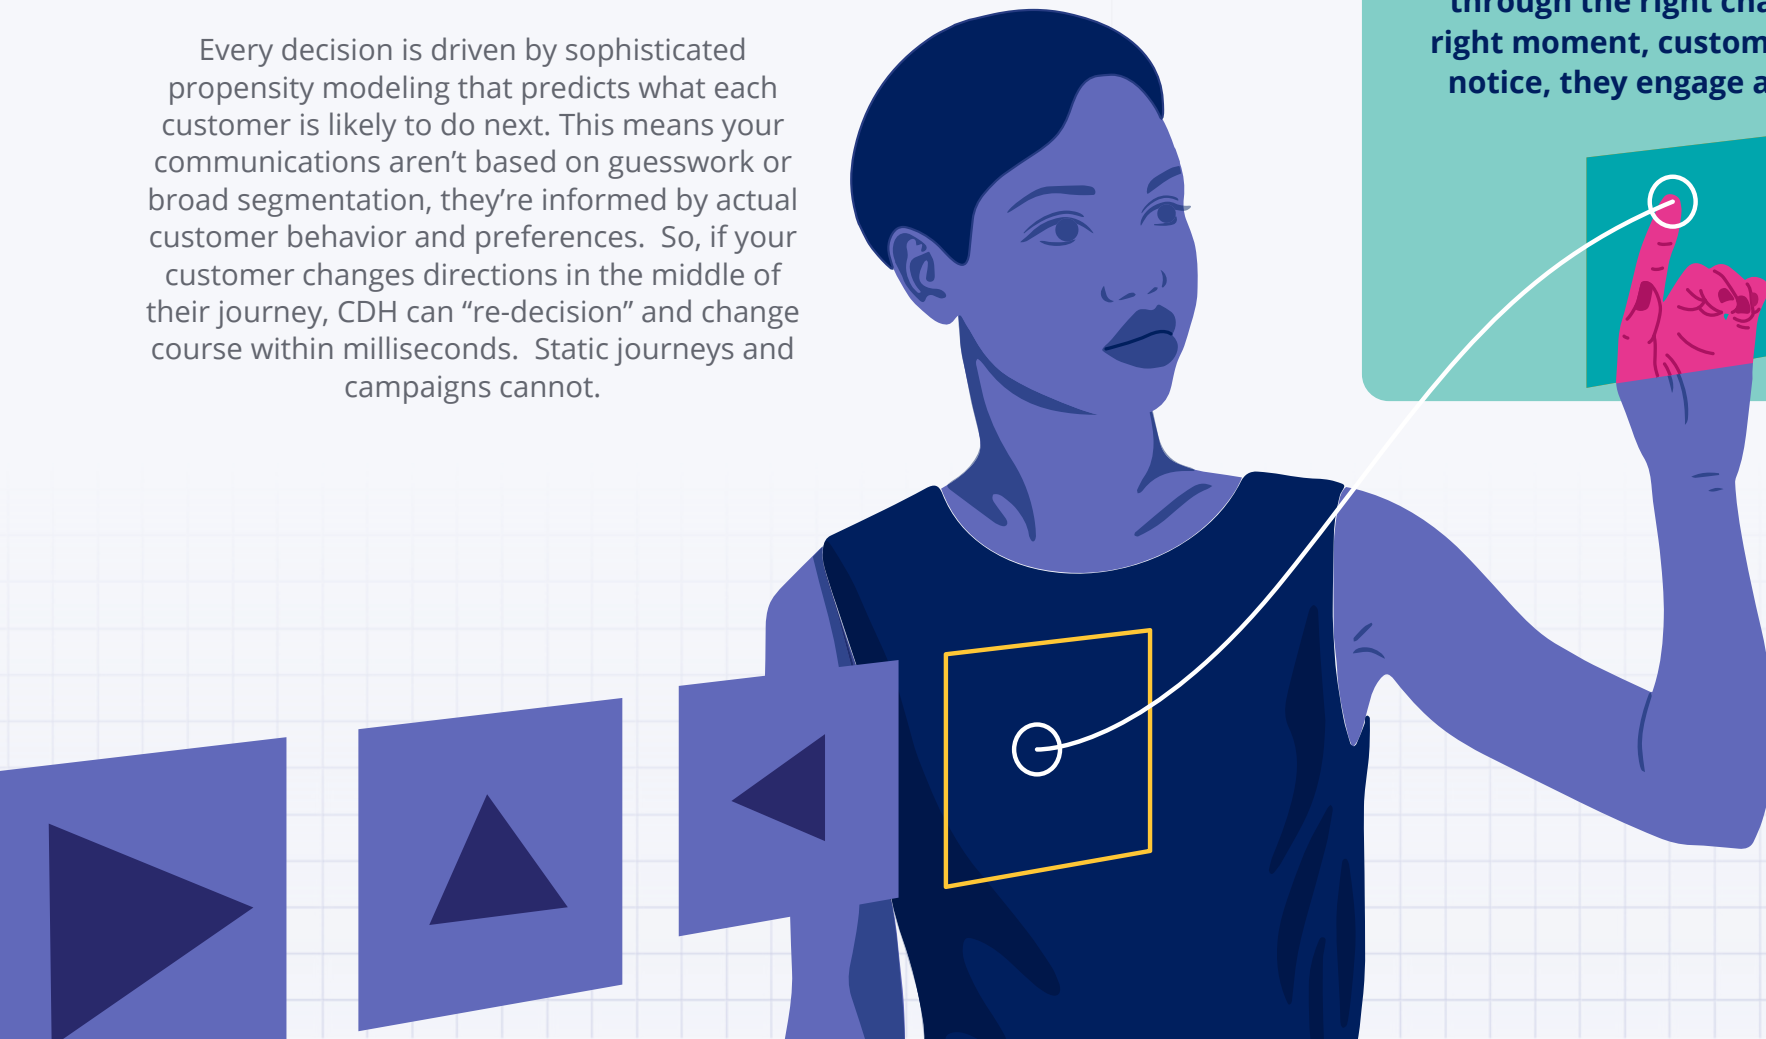 Every decision is driven by sophisticated
propensity modeling that predicts what each
customer is likely to do next. This means your
communications aren’t based on guesswork or
broad segmentation, they’re informed by actual
customer behavior and preferences.  So, if your
customer changes directions in the middle of
their journey, CDH can “re-decision” and change
course within milliseconds.  Static journeys and
campaigns cannot.
through the right
right moment,
notice, they engage